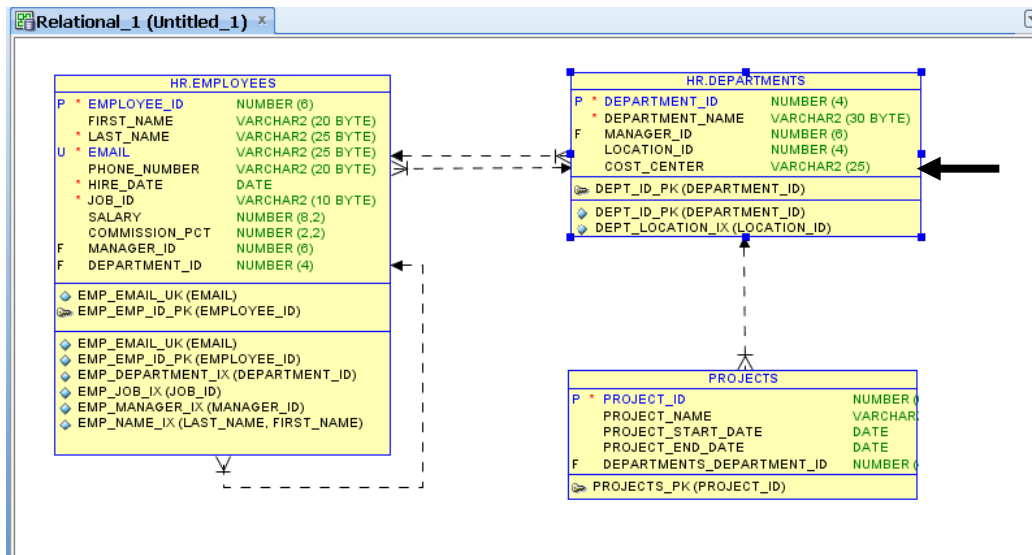 Relational_1 (Untitled_1) x
HR.EMPLOYEES
P * EMPLOYEE_ID NUMBER (6)
FIRST_NAME VARCHAR2 (20 BYTE)
* LAST_NAME VARCHAR2 (25 BYTE)
U * EMAIL VARCHAR2 (25 BYTE)
PHONE_NUMBER VARCHAR2 (20 BYTE)
* HIRE_DATE DATE
* JOB_ID VARCHAR2 (10 BYTE)
SALARY NUMBER (8,2)
COMMISSION_PCT NUMBER (2,2)
F MANAGER_ID NUMBER (6)
F DEPARTMENT_ID NUMBER (4)
EMP_EMAIL_UK (EMAIL)
EMP_EMP_ID_PK (EMPLOYEE_ID)
EMP_EMAIL_UK (EMAIL)
EMP_EMP_ID_PK (EMPLOYEE_ID)
EMP_DEPARTMENT_IX (DEPARTMENT_ID)
EMP_JOB_IX (JOB_ID)
EMP_MANAGER_IX (MANAGER_ID)
EMP_NAME_IX (LAST_NAME, FIRST_NAME)
HR.DEPARTMENTS
P * DEPARTMENT_ID NUMBER (4)
* DEPARTMENT_NAME VARCHAR2 (30 BYTE)
F MANAGER_ID NUMBER (6)
LOCATION_ID NUMBER (4)
COST_CENTER VARCHAR2 (25)
DEPT_ID_PK (DEPARTMENT_ID)
DEPT_ID_PK (DEPARTMENT_ID)
DEPT_LOCATION_IX (LOCATION_ID)
PROJECTS
P * PROJECT_ID NUMBER (
PROJECT_NAME VARCHAR
PROJECT_START_DATE DATE
PROJECT_END_DATE DATE
F DEPARTMENTS_DEPARTMENT_ID NUMBER (
PROJECTS_PK (PROJECT_ID)